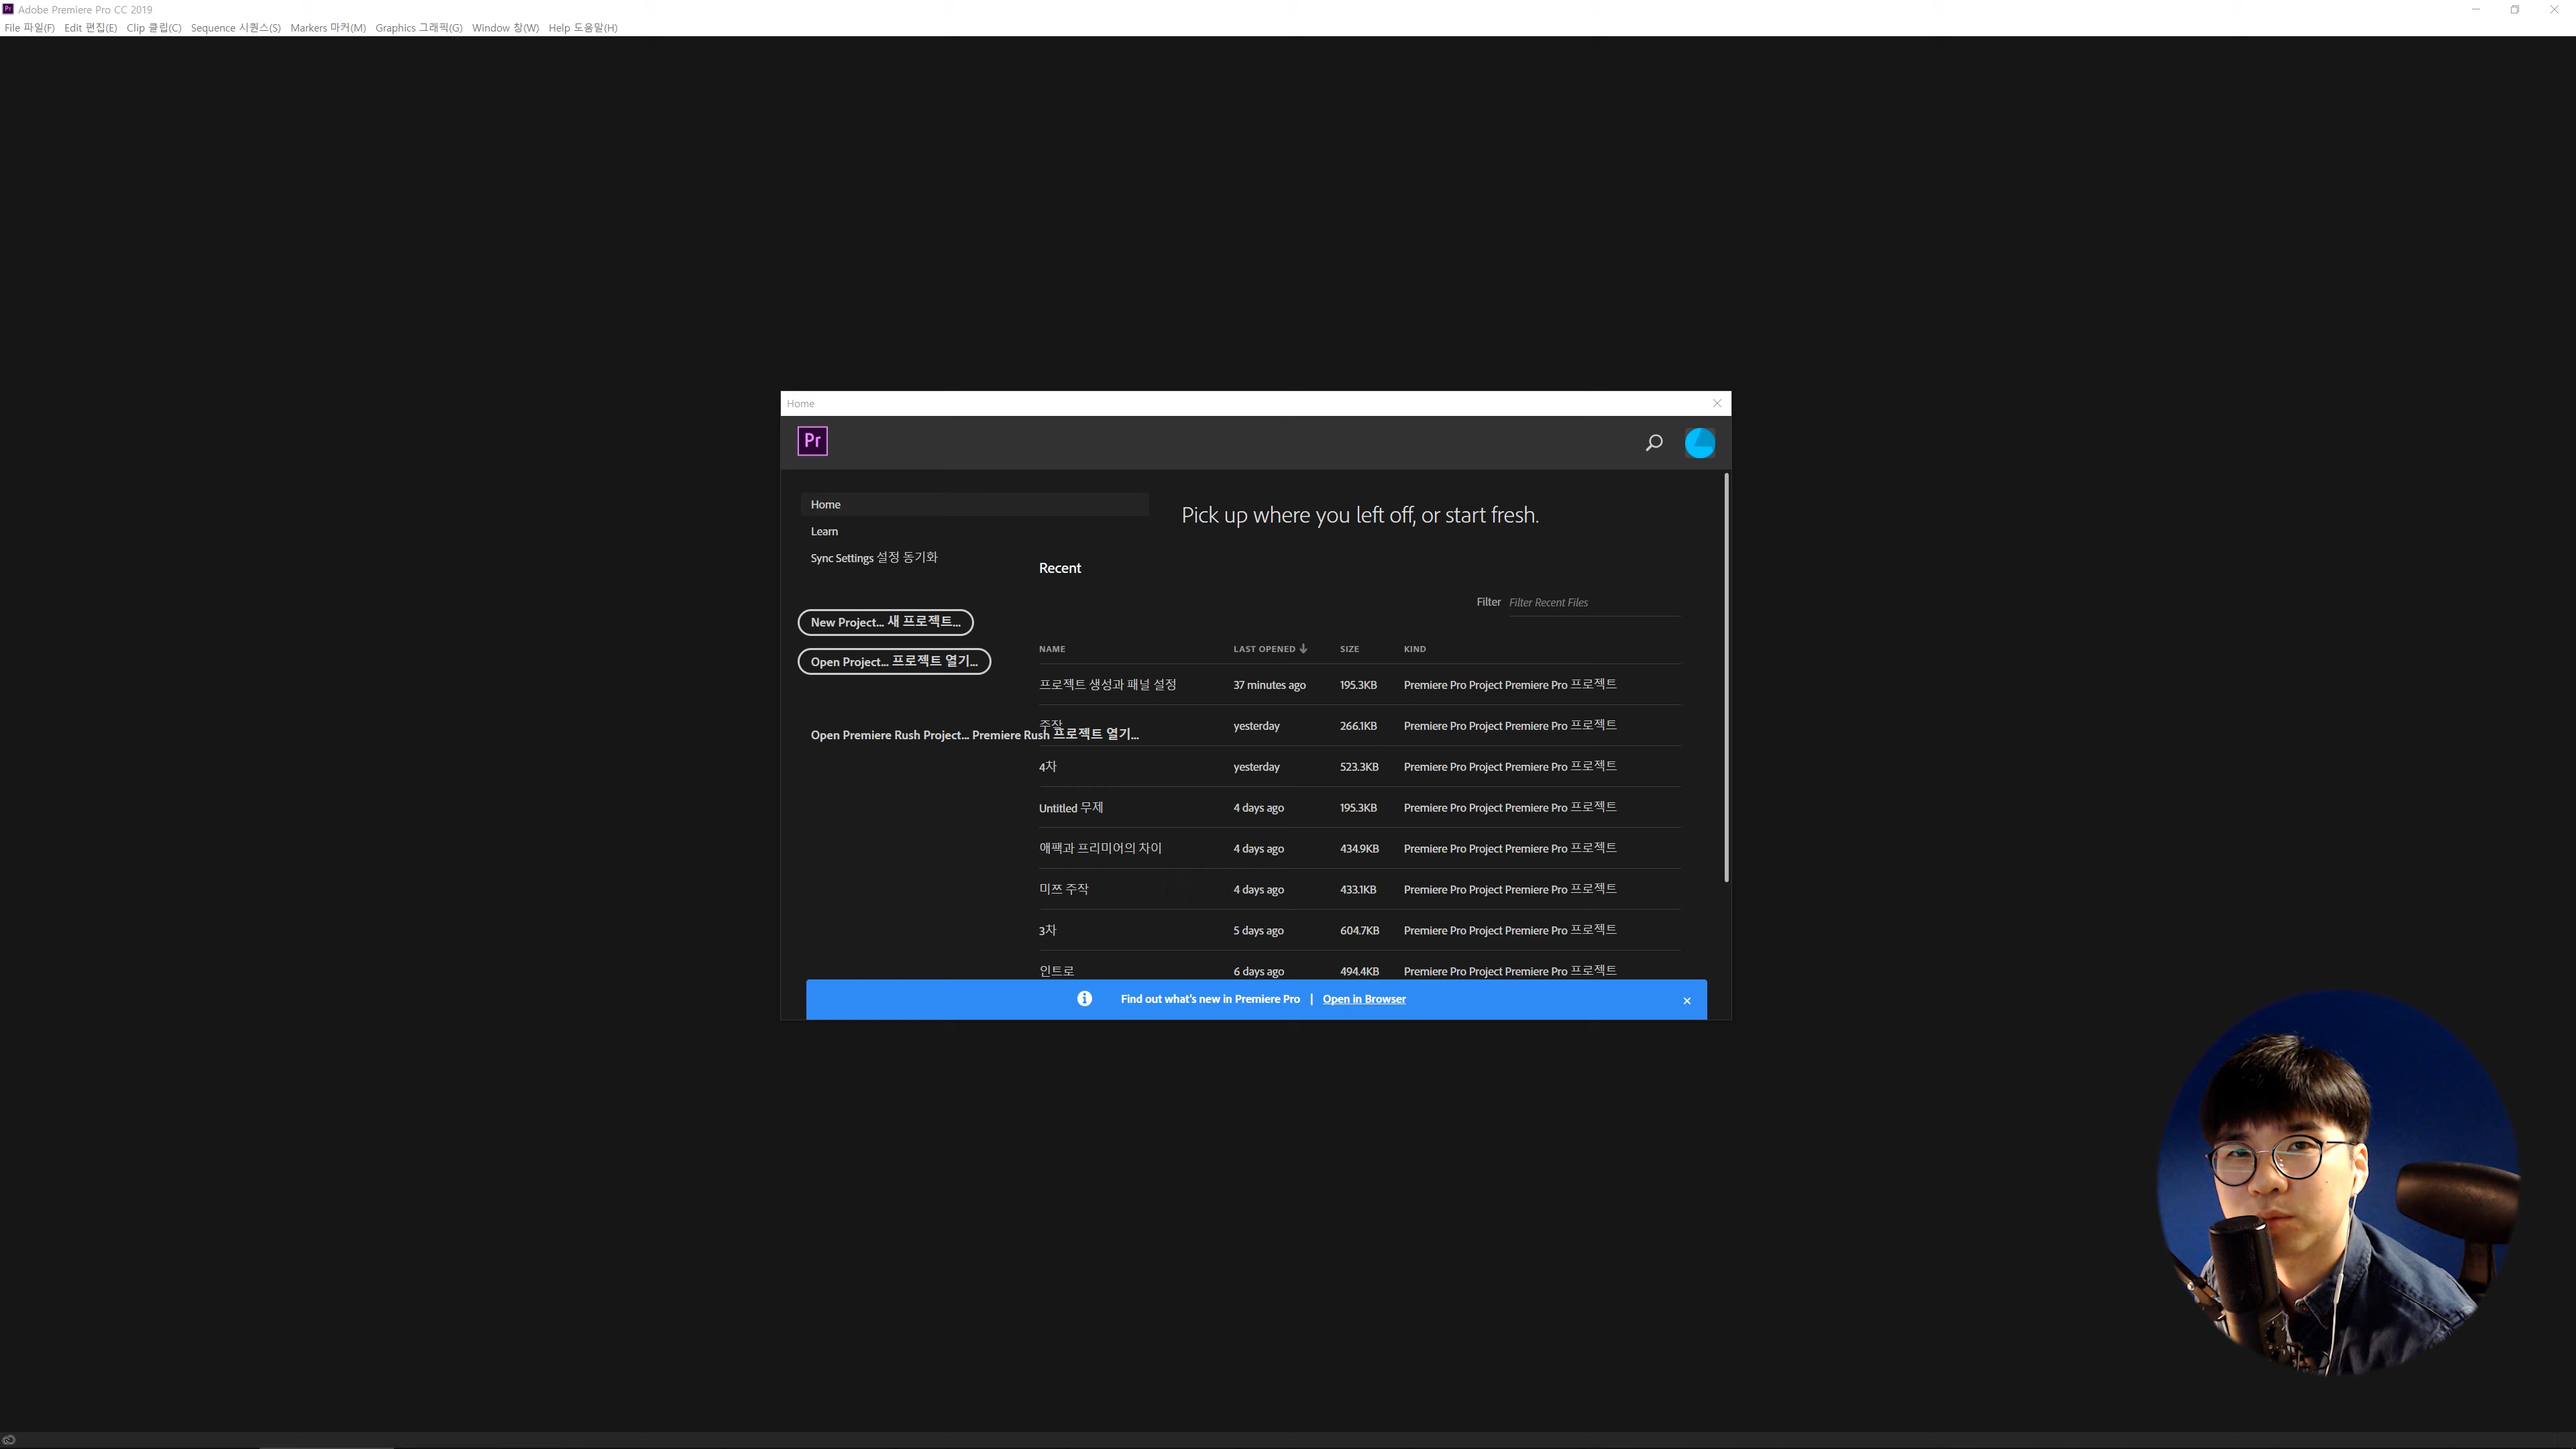 Adobe Premiere Pro CC 2019
File 파일(F) Edit 편집(E) Clip 클립(C) Sequence 시퀀스(S) Markers 마커(M) Graphics 그래픽(G) Window 창(W) Help 도움말(H)
Home
Pr
Home
Learn
Sync Settings 설정 동기화
New Project... 새 프로젝트...
Open Project... 프로젝트 열기...
Open Premiere Rush Project... Premiere Rush 프로젝트 열기...
Pick up where you left off, or start fresh.
Recent
Filter Filter Recent Files
NAME LAST OPENED SIZE KIND
프로젝트 생성과 패널 설정 37 minutes ago 195.3KB Premiere Pro Project Premiere Pro 프로젝트
주작 yesterday 266.1KB Premiere Pro Project Premiere Pro 프로젝트
4차 yesterday 523.3KB Premiere Pro Project Premiere Pro 프로젝트
Untitled 무제 4 days ago 195.3KB Premiere Pro Project Premiere Pro 프로젝트
애팩과 프리미어의 차이 4 days ago 434.9KB Premiere Pro Project Premiere Pro 프로젝트
미쯔 주작 4 days ago 433.1KB Premiere Pro Project Premiere Pro 프로젝트
3차 5 days ago 604.7KB Premiere Pro Project Premiere Pro 프로젝트
인트로 6 days ago 494.4KB Premiere Pro Project Premiere Pro 프로젝트
Find out what's new in Premiere Pro | Open in Browser